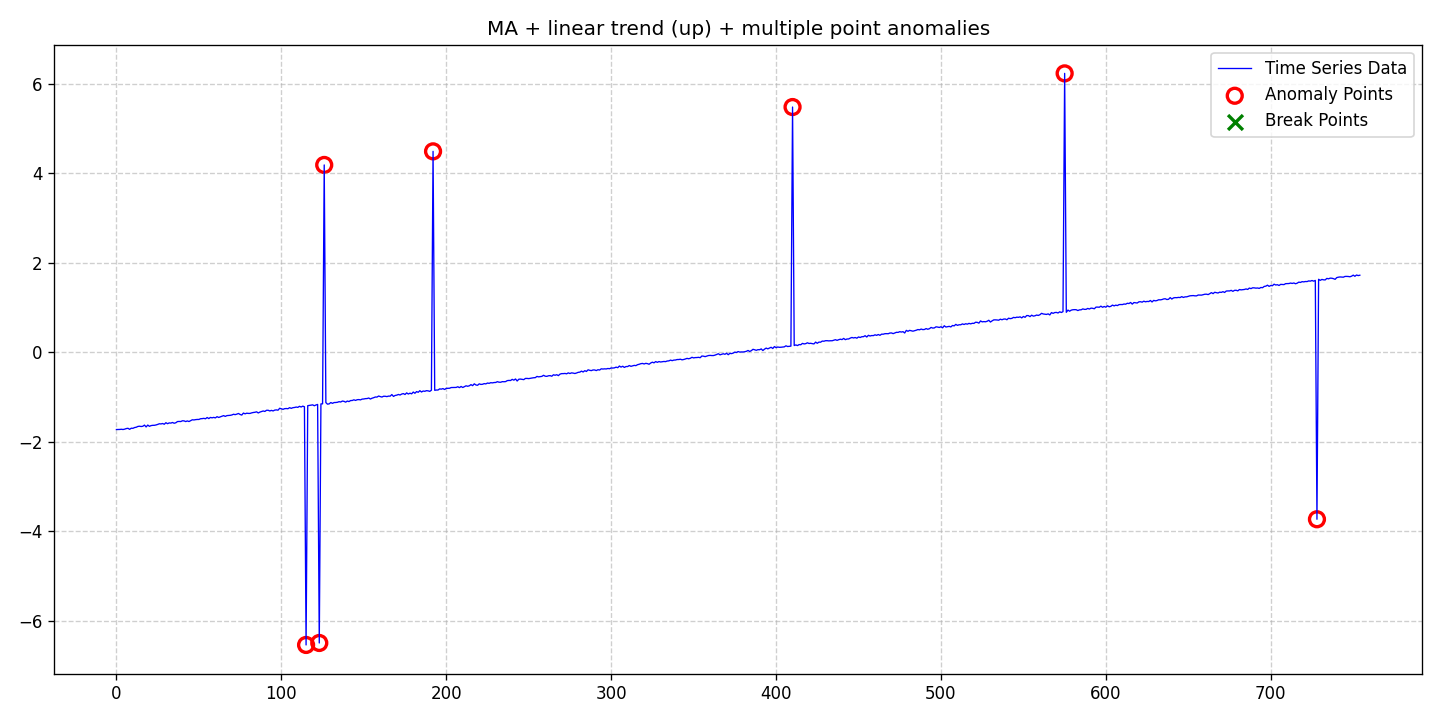 MA + linear trend (up) + multiple point anomalies
Time Series Data
Anomaly Points
Break Points
6
4
2
0
−2
−4
−6
0 100 200 300 400 500 600 700